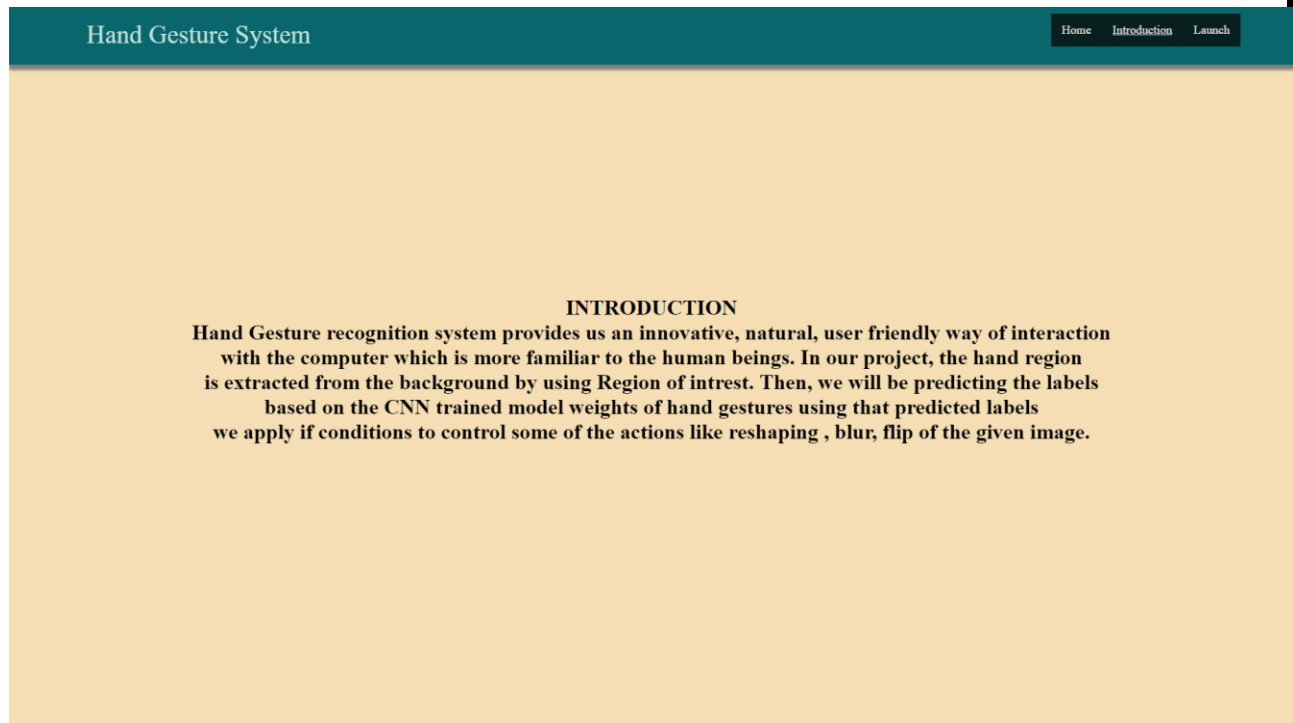 Hand Gesture System
Home Introduction Launch
INTRODUCTION
Hand Gesture recognition system provides us an innovative, natural, user friendly way of interaction
with the computer which is more familiar to the human beings. In our project, the hand region
is extracted from the background by using Region of intrest. Then, we will be predicting the labels
based on the CNN trained model weights of hand gestures using that predicted labels
we apply if conditions to control some of the actions like reshaping , blur, flip of the given image.